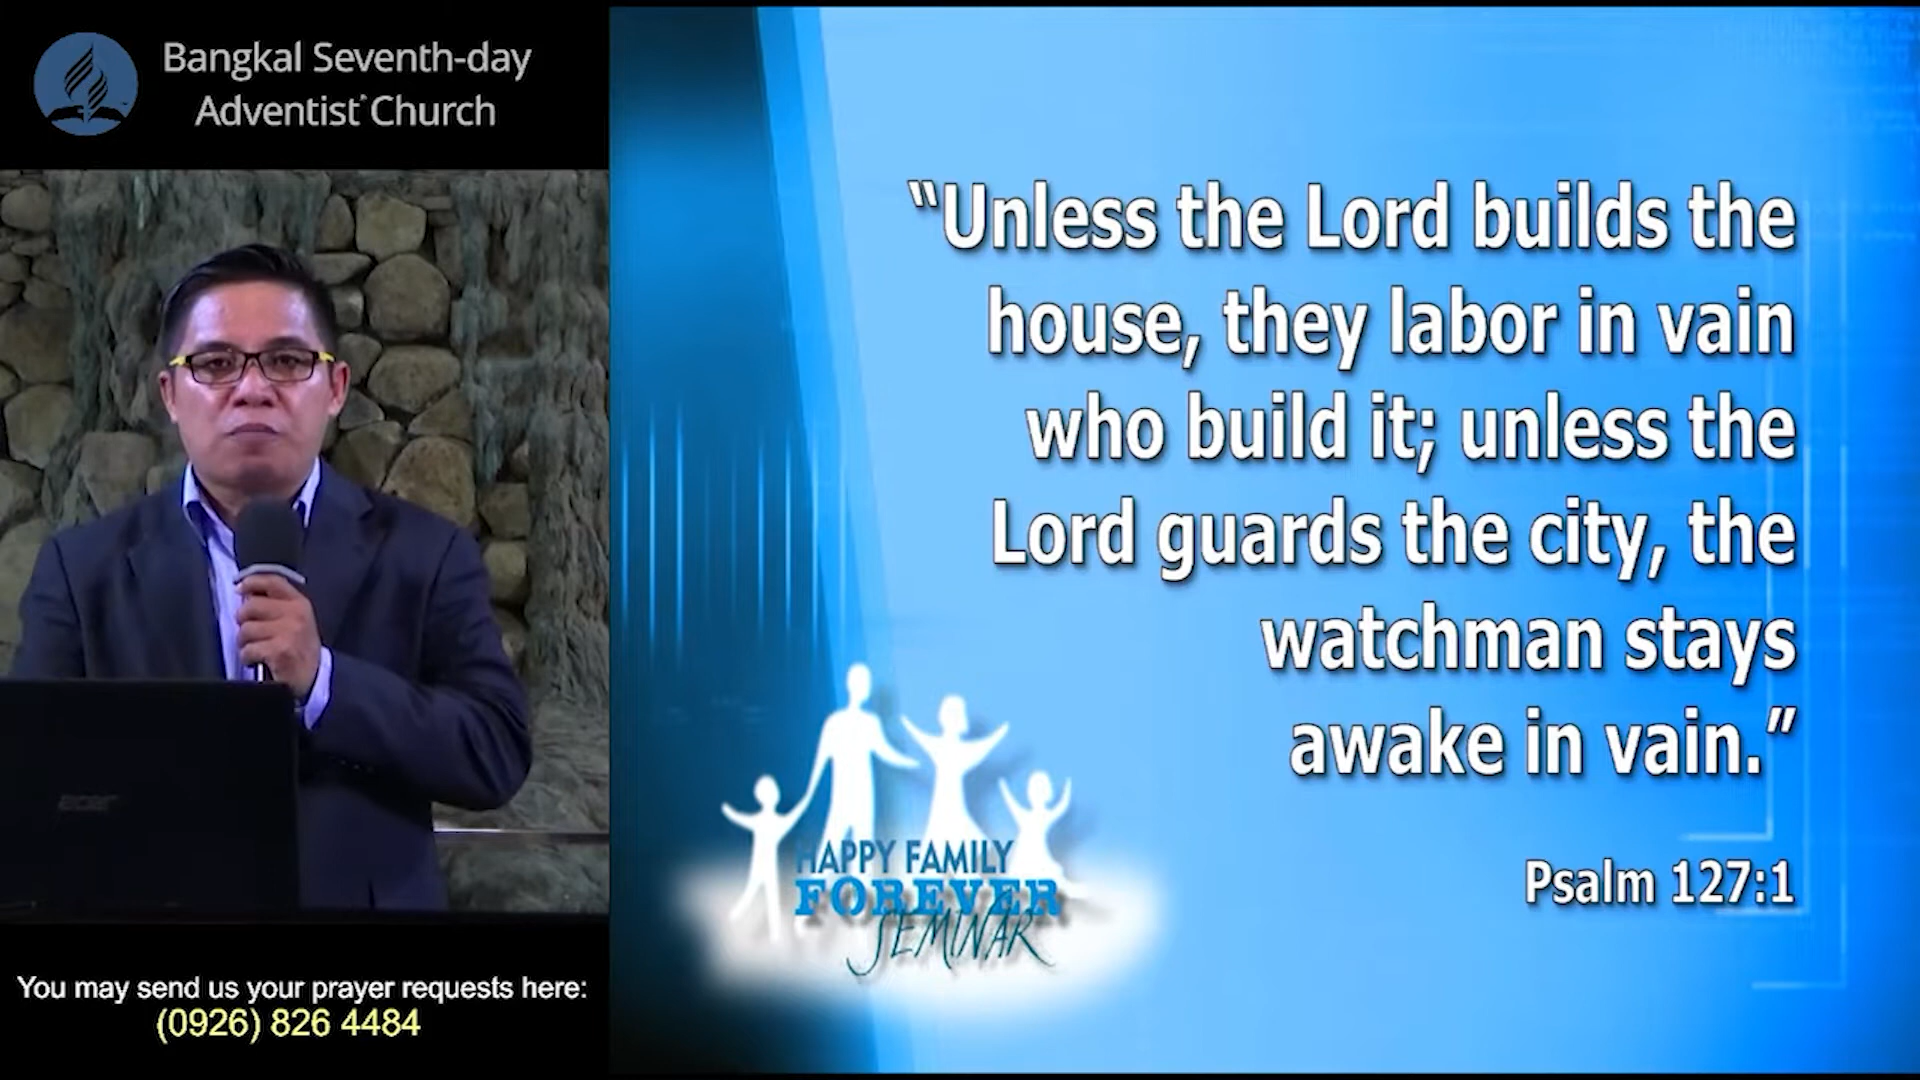 Bangkal Seventh-day
Adventist Church
“Unless the Lord builds the
house, they labor in vain
who build it; unless the
Lord guards the city, the
watchman stays
awake in vain.”
Psalm 127:1
HAPPY FAMILY
FOREVER
SEMINAR
acer
You may send us your prayer requests here:
(0926) 826 4484